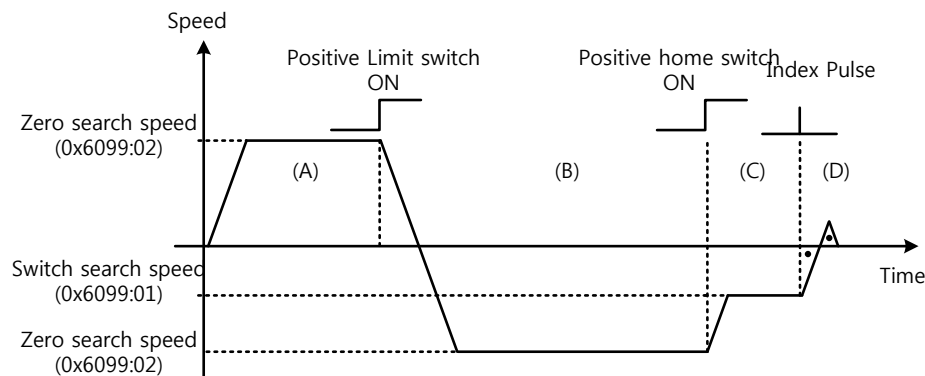 Speed
Positive Limit switch
ON
Positive home switch
ON
Index Pulse
Zero search speed
(0x6099:02)
(A)
(B)
(C)
(D)
Switch search speed
(0x6099:01)
Time
Zero search speed
(0x6099:02)